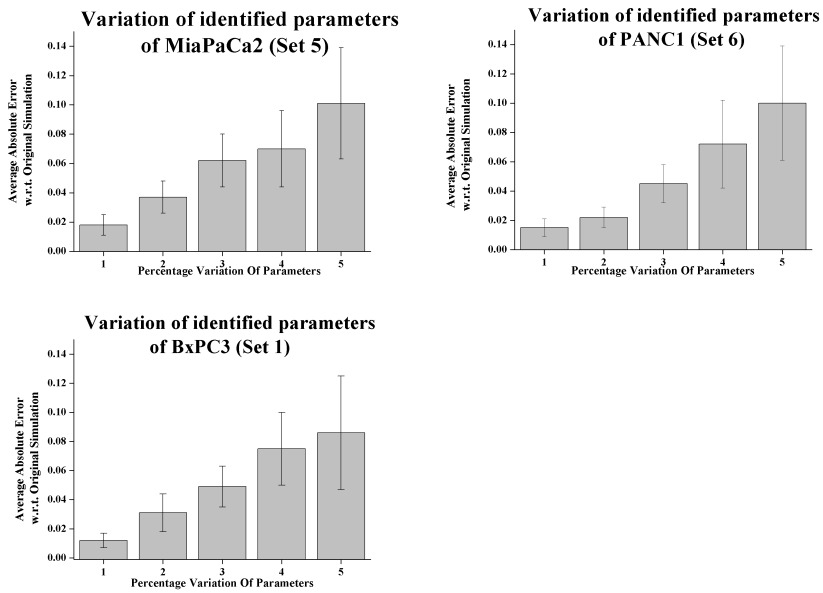 Variation of identified parameters
of MiaPaCa2 (Set 5)
0.14
0.12
0.10
0.08
0.06
0.04
0.02
0.00
Average Absolute Error
w.r.t. Original Simulation
1 2 3 4 5
Percentage Variation Of Parameters
Variation of identified parameters
of PANC1 (Set 6)
0.14
0.12
0.10
0.08
0.06
0.04
0.02
0.00
Average Absolute Error
w.r.t. Original Simulation
1 2 3 4 5
Percentage Variation Of Parameters
Variation of identified parameters
of BxPC3 (Set 1)
0.14
0.12
0.10
0.08
0.06
0.04
0.02
0.00
Average Absolute Error
w.r.t. Original Simulation
1 2 3 4 5
Percentage Variation Of Parameters